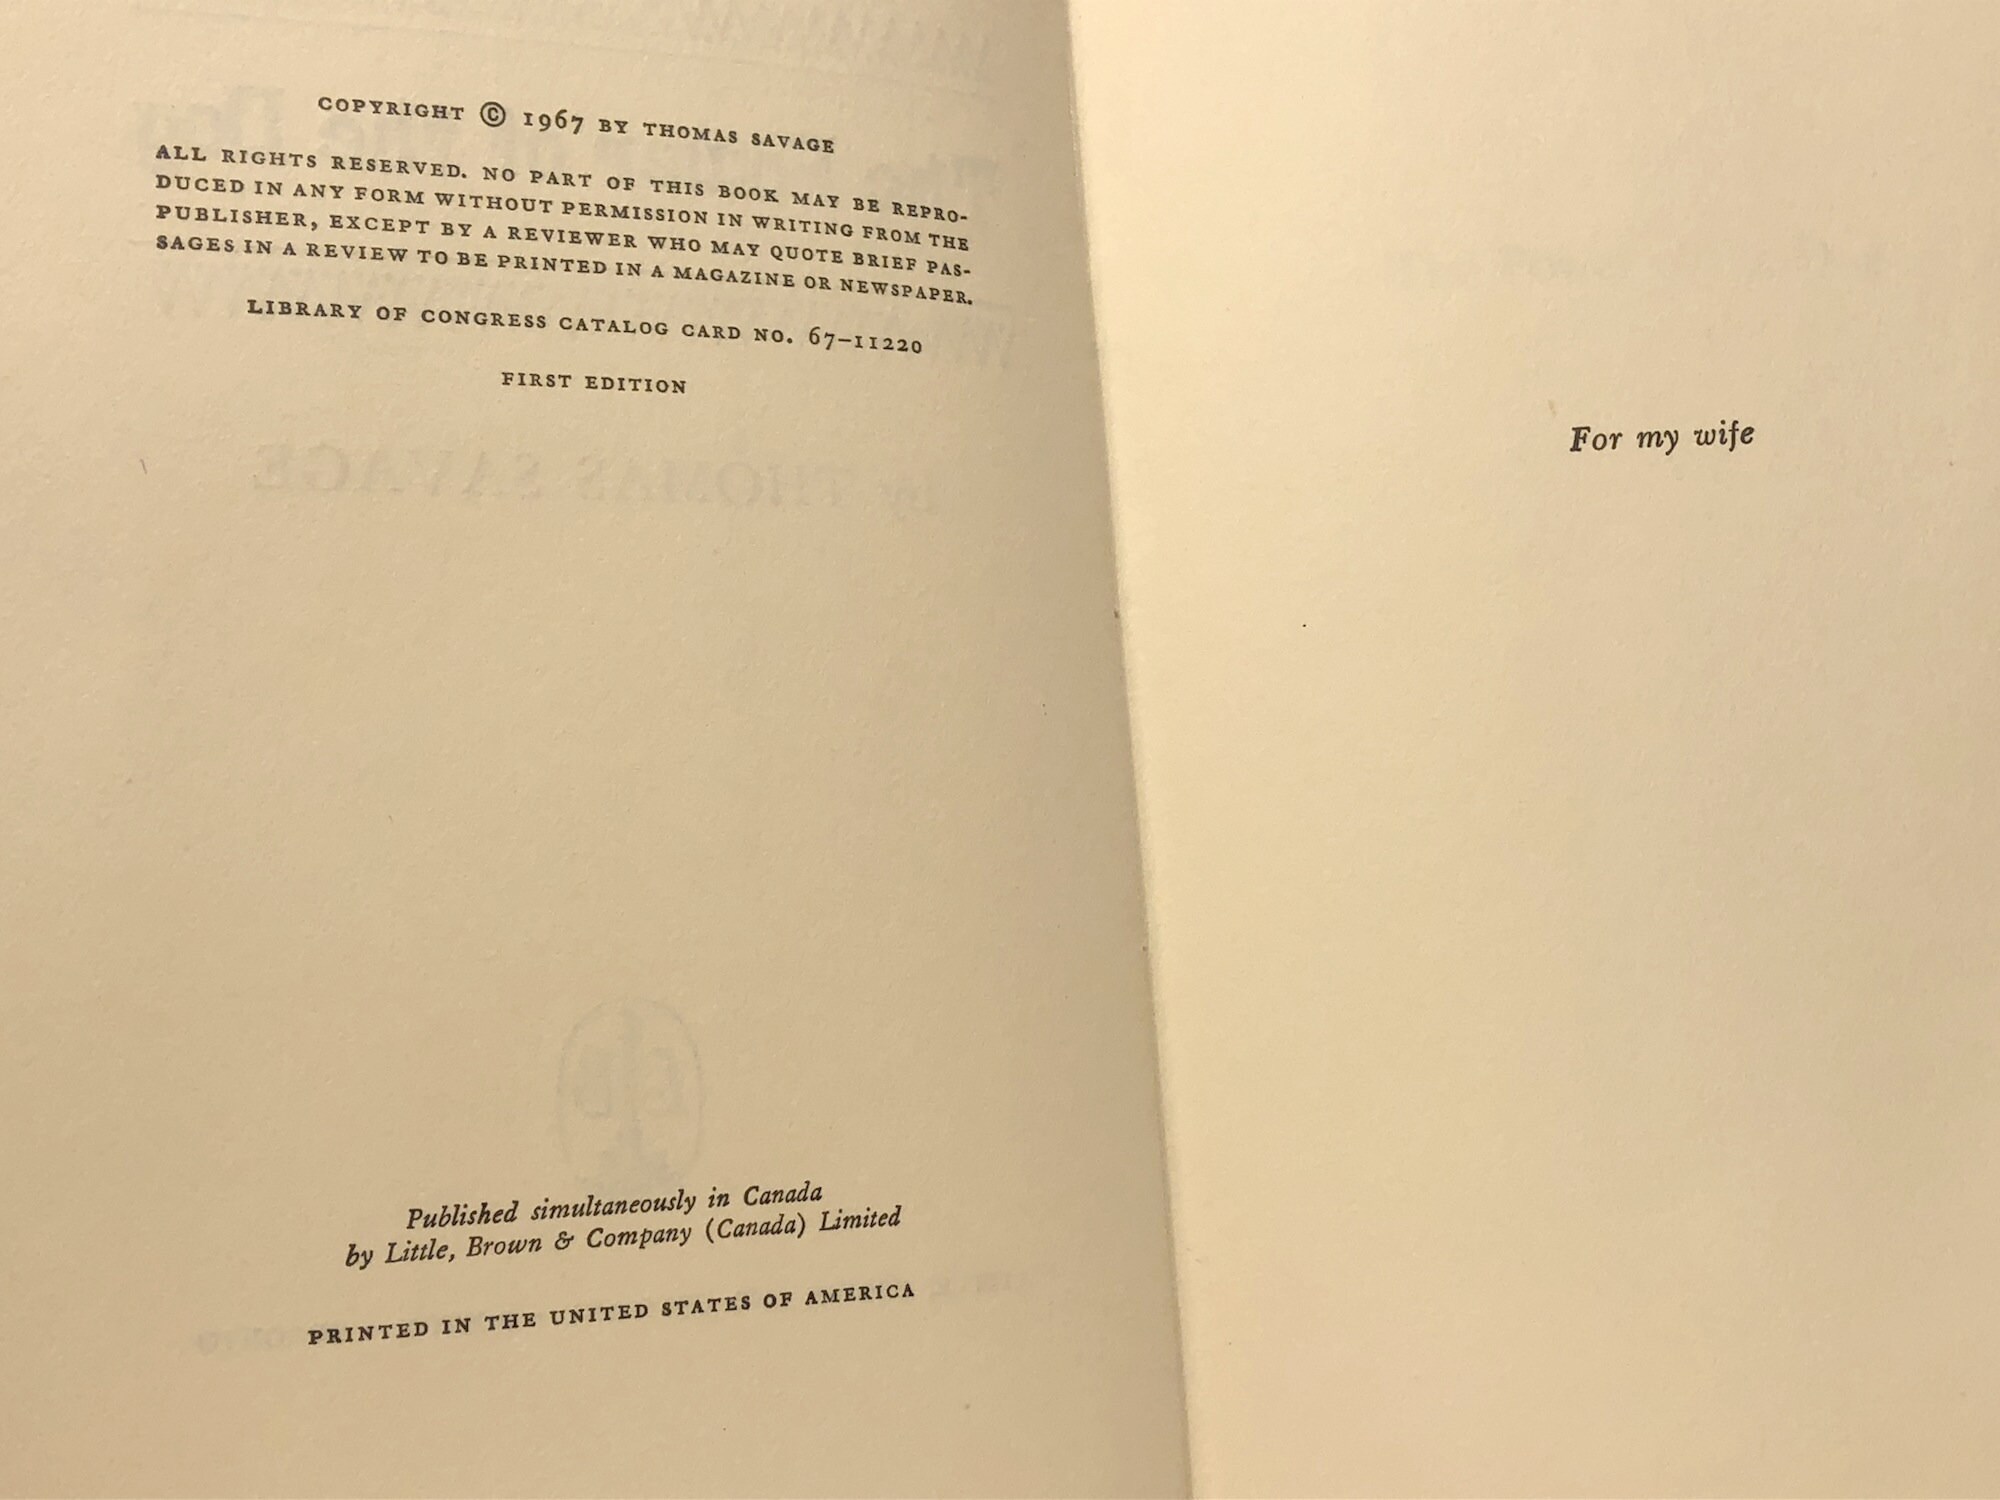 COPYRIGHT © 1967 BY THOMAS SAVAGE
ALL RIGHTS RESERVED. NO PART OF THIS BOOK MAY BE REPRO-
DUCED IN ANY FORM WITHOUT PERMISSION IN WRITING FROM THE
PUBLISHER, EXCEPT BY A REVIEWER WHO MAY QUOTE BRIEF PAS-
SAGES IN A REVIEW TO BE PRINTED IN A MAGAZINE OR NEWSPAPER.
LIBRARY OF CONGRESS CATALOG CARD NO. 67–11220
FIRST EDITION
by THOMAS SAVAGE
Published simultaneously in Canada
by Little, Brown & Company (Canada) Limited
PRINTED IN THE UNITED STATES OF AMERICA
For my wife